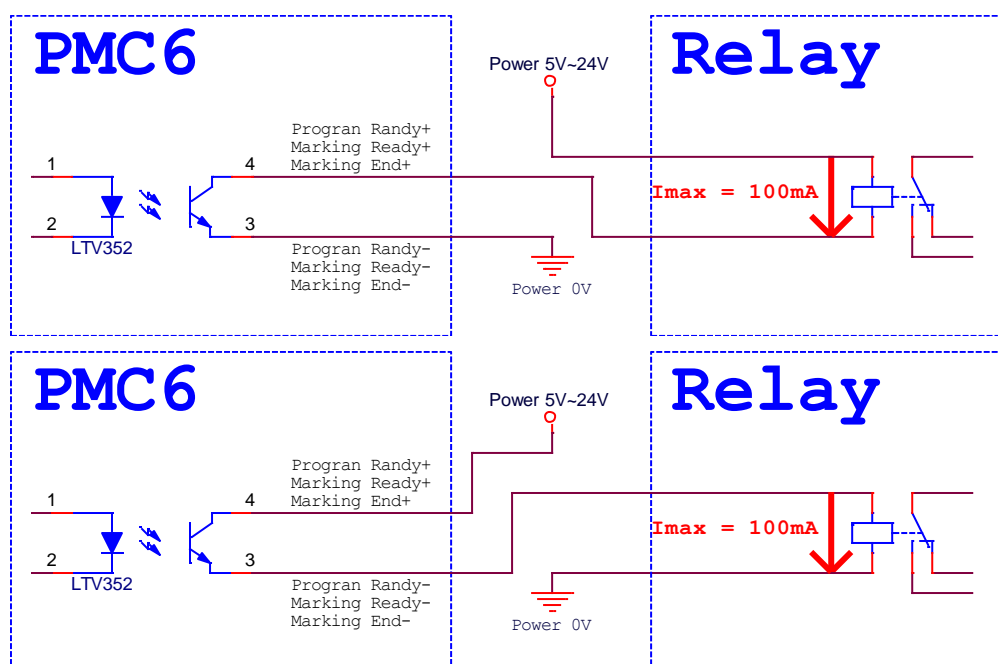 PMC6
Relay
Power 5V~24V
Progran Randy+
Marking Ready+
Marking End+
1
4
Imax = 100mA
2
3
LTV352
Progran Randy-
Marking Ready-
Marking End-
Power 0V
PMC6
Relay
Power 5V~24V
Progran Randy+
Marking Ready+
Marking End+
1
4
Imax = 100mA
2
3
LTV352
Progran Randy-
Marking Ready-
Marking End-
Power 0V